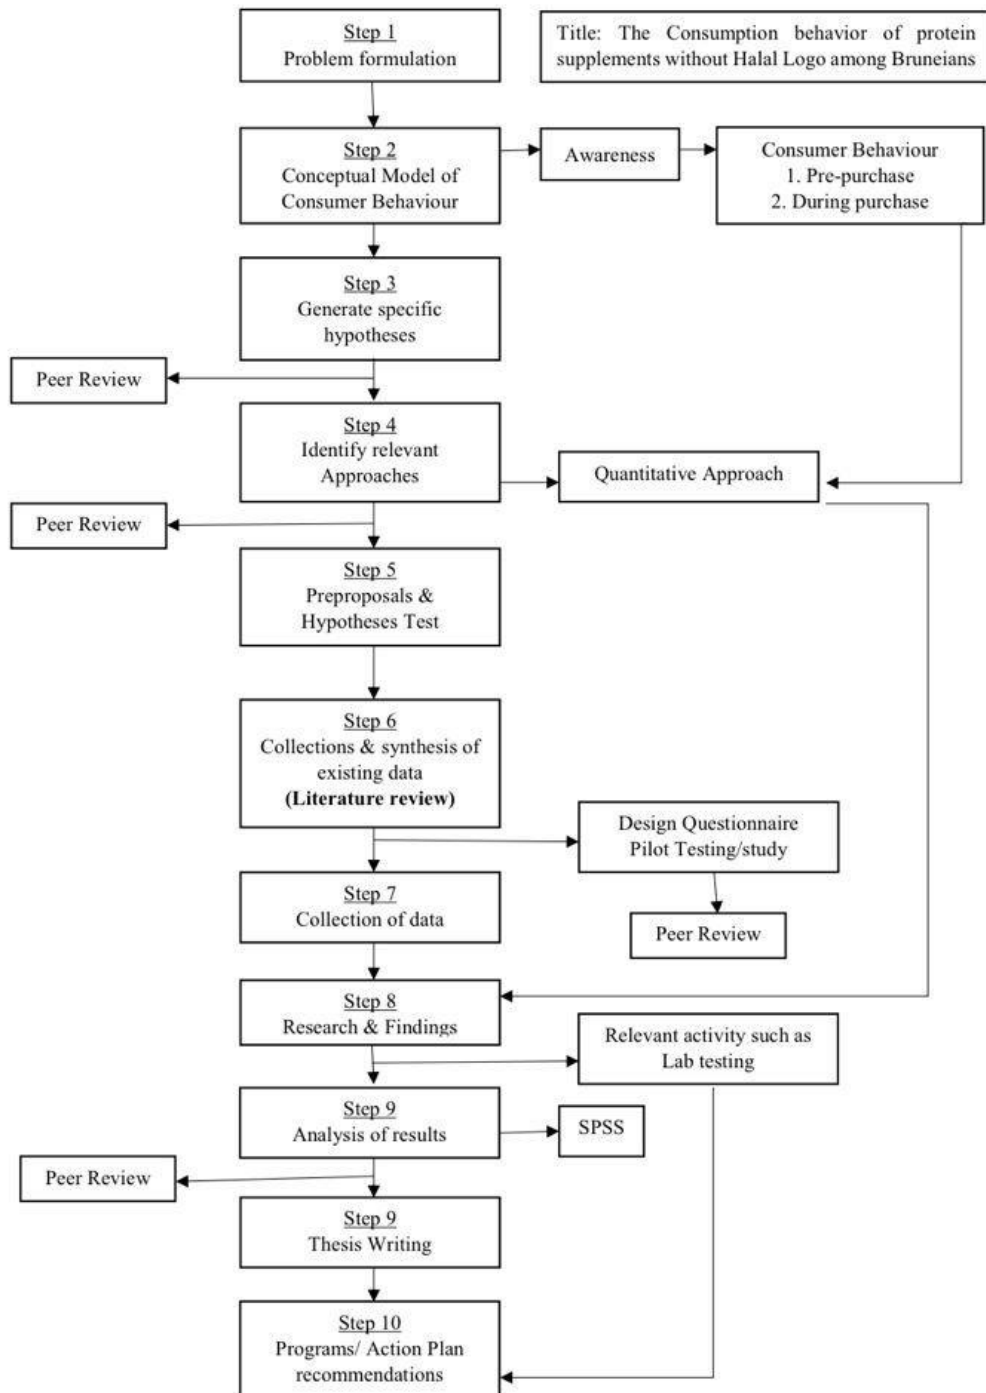 Step 1
Problem formulation
Title: The Consumption behavior of protein
supplements without Halal Logo among Bruneians
Step 2
Conceptual Model of
Consumer Behaviour
Awareness
Consumer Behaviour
1. Pre-purchase
2. During purchase
Step 3
Generate specific
hypotheses
Peer Review
Step 4
Identify relevant
Approaches
Quantitative Approach
Peer Review
Step 5
Preproposals &
Hypotheses Test
Step 6
Collections & synthesis of
existing data
(Literature review)
Design Questionnaire
Pilot Testing/study
Step 7
Collection of data
Peer Review
Step 8
Research & Findings
Relevant activity such as
Lab testing
Step 9
Analysis of results
SPSS
Peer Review
Step 9
Thesis Writing
Step 10
Programs/ Action Plan
recommendations